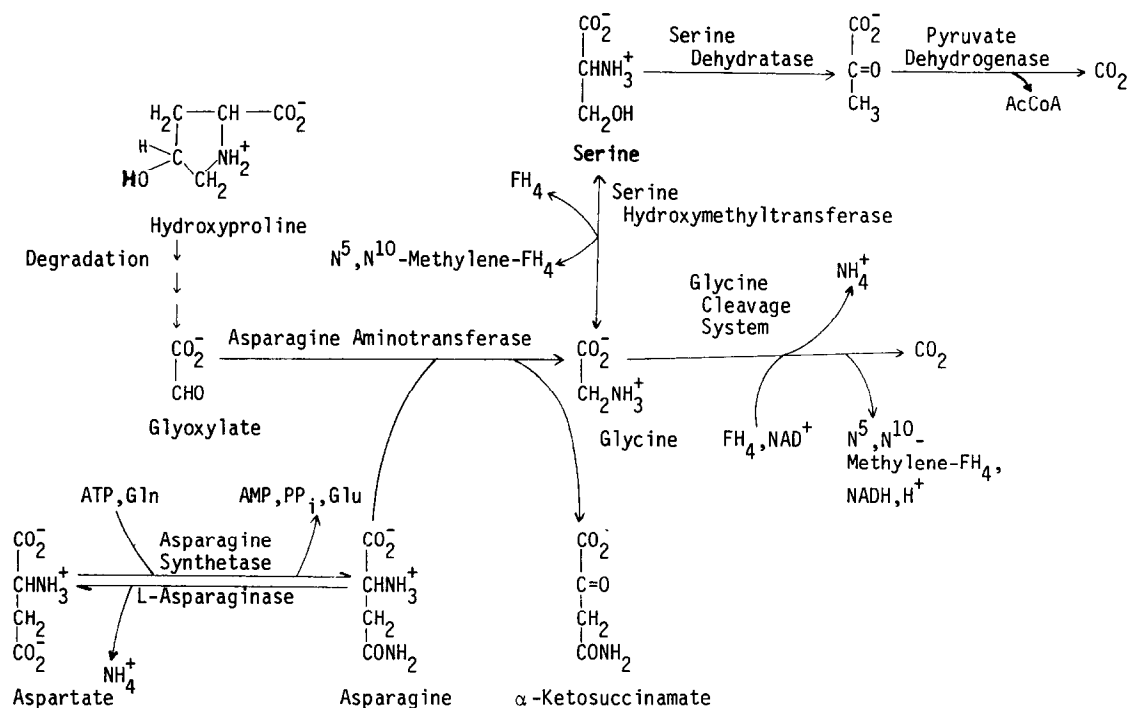 CO₂⁻
CHNH₃⁺
CH₂OH
Serine
Serine
Dehydratase
CO₂⁻
C=O
CH₃
Pyruvate
Dehydrogenase
CO₂
AcCoA
H₂C—CH—CO₂⁻
H
C
NH₂⁺
HO
CH₂
Hydroxyproline
Degradation
FH₄
Serine
Hydroxymethyltransferase
N⁵,N¹⁰-Methylene-FH₄
CO₂⁻
CHO
Glyoxylate
Asparagine Aminotransferase
CO₂⁻
CH₂NH₃⁺
Glycine
Glycine
Cleavage
System
NH₄⁺
CO₂
FH₄,NAD⁺
N⁵,N¹⁰-
Methylene-FH₄,
NADH,H⁺
ATP,Gln
AMP,PPᵢ,Glu
CO₂⁻
CHNH₃⁺
CH₂
CO₂⁻
Aspartate
Asparagine
Synthetase
L-Asparaginase
NH₄⁺
CO₂⁻
CHNH₃⁺
CH₂
CONH₂
Asparagine
CO₂⁻
C=O
CH₂
CONH₂
α-Ketosuccinamate